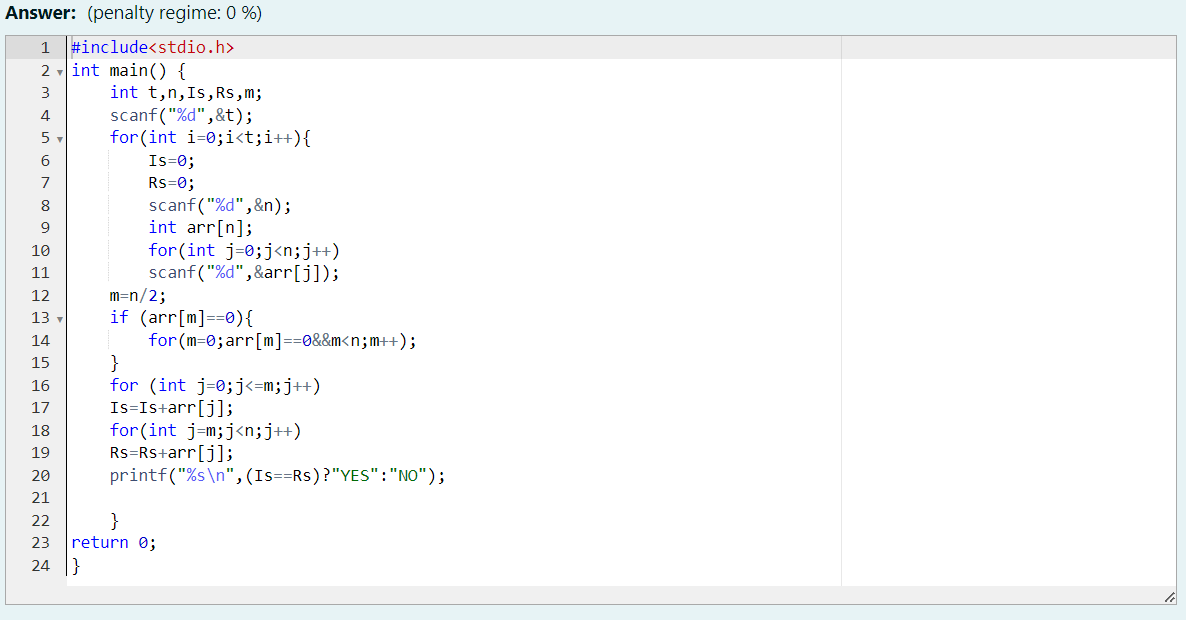 Answer: (penalty regime: 0 %)
1 #include<stdio.h>
2 int main() {
3     int t,n,Is,Rs,m;
4     scanf("%d",&t);
5     for(int i=0;i<t;i++){
6         Is=0;
7         Rs=0;
8         scanf("%d",&n);
9         int arr[n];
10         for(int j=0;j<n;j++)
11         scanf("%d",&arr[j]);
12     m=n/2;
13     if (arr[m]==0){
14         for(m=0;arr[m]==0&&m<n;m++);
15     }
16     for (int j=0;j<=m;j++)
17     Is=Is+arr[j];
18     for(int j=m;j<n;j++)
19     Rs=Rs+arr[j];
20     printf("%s\n",(Is==Rs)?"YES":"NO");
21
22     }
23 return 0;
24 }